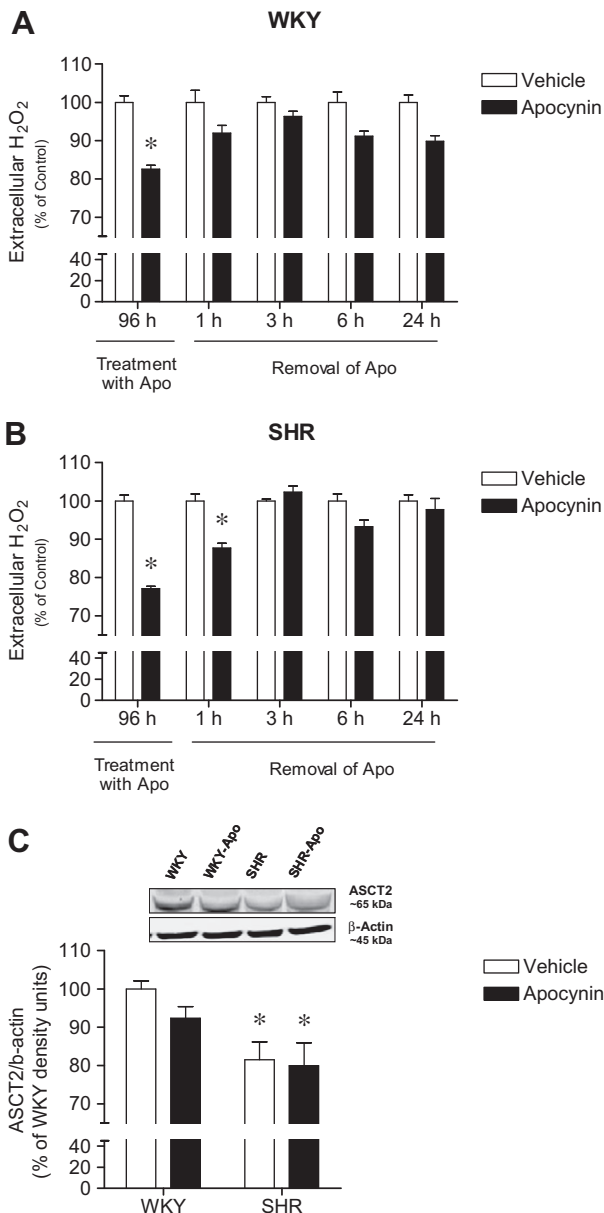 A
WKY
110
100
90
80
70
40
20
0
Extracellular H₂O₂
(% of Control)
Vehicle
Apocynin
*
96 h
1 h
3 h
6 h
24 h
Treatment
with Apo
Removal of Apo
B
SHR
110
100
90
80
70
40
20
0
Extracellular H₂O₂
(% of Control)
Vehicle
Apocynin
*
*
96 h
1 h
3 h
6 h
24 h
Treatment
with Apo
Removal of Apo
C
WKY
WKY-Apo
SHR
SHR-Apo
ASCT2
~65 kDa
β-Actin
~45 kDa
110
100
90
80
70
40
20
0
ASCT2/b-actin
(% of WKY density units)
Vehicle
Apocynin
*
*
WKY
SHR